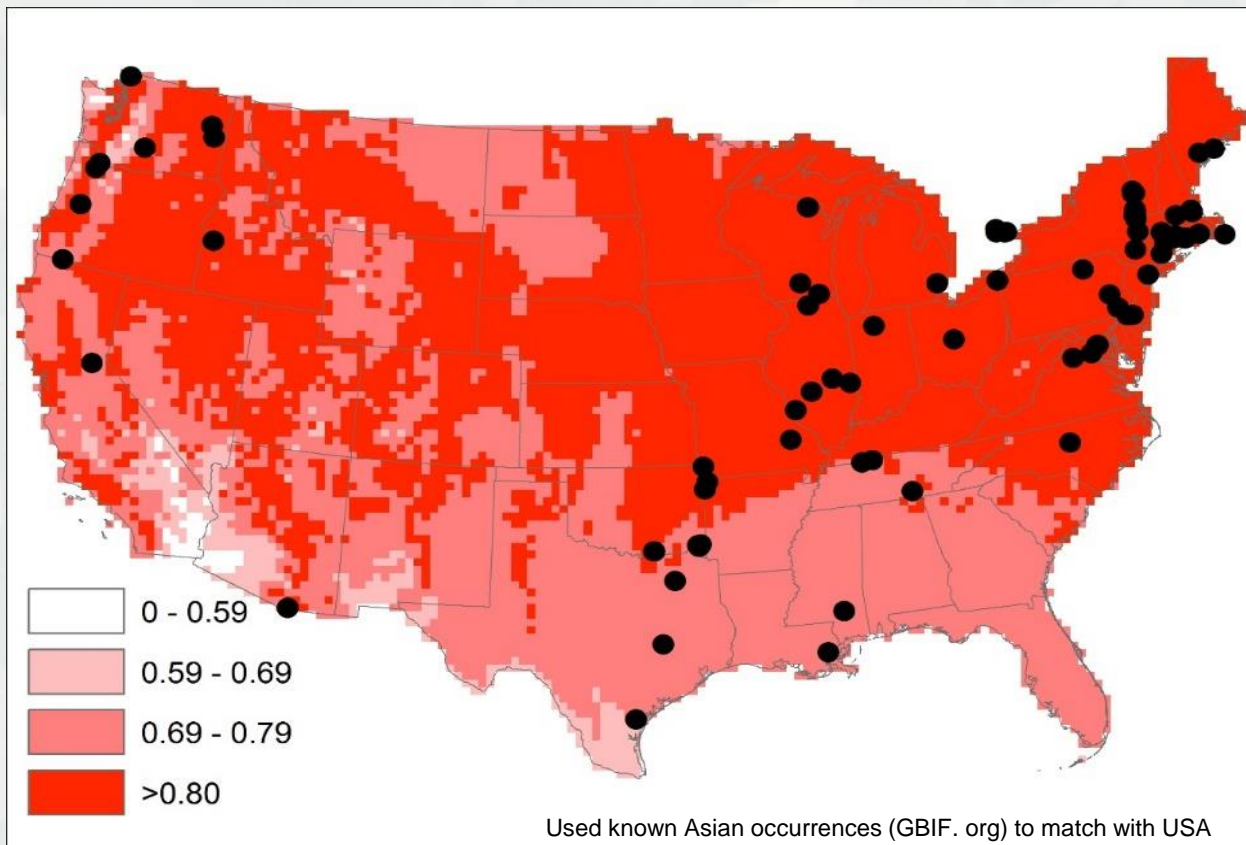 0 - 0.59
0.59 - 0.69
0.69 - 0.79
>0.80
Used known Asian occurrences (GBIF. org) to match with USA